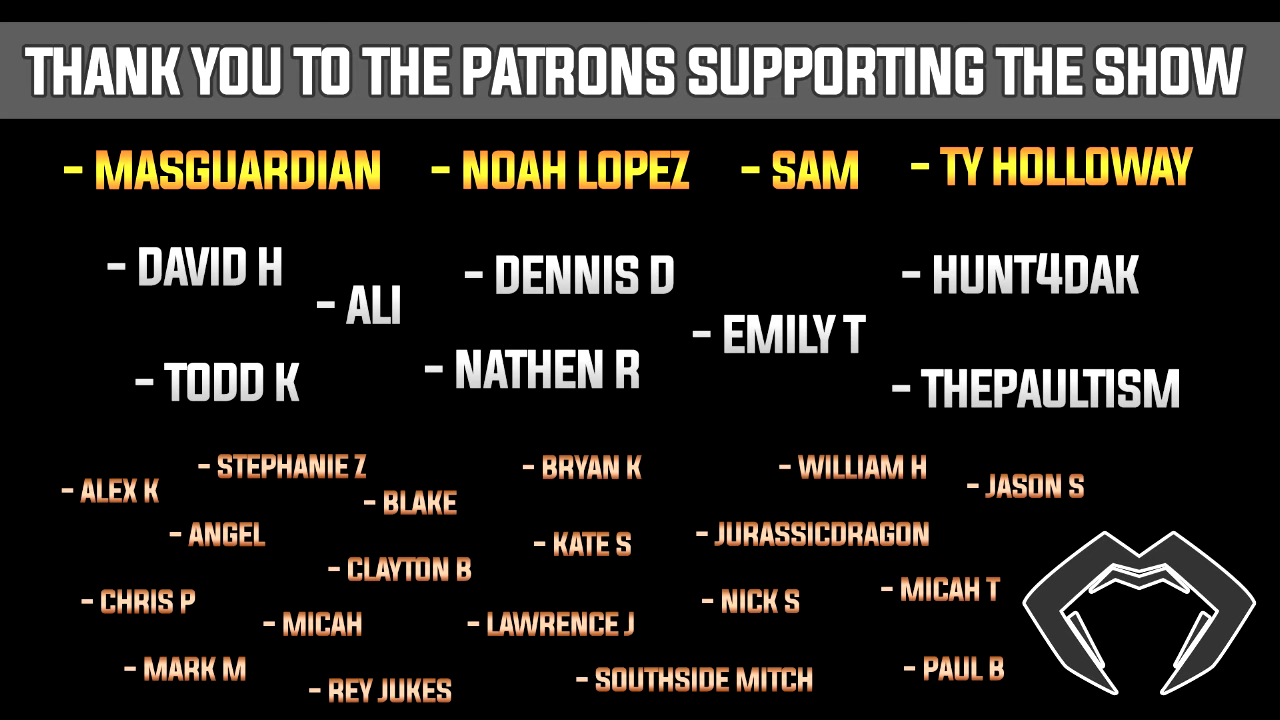 THANK YOU TO THE PATRONS SUPPORTING THE SHOW
- MASGUARDIAN
- NOAH LOPEZ
- SAM
- TY HOLLOWAY
- DAVID H
- ALI
- DENNIS D
- EMILY T
- HUNT4DAK
- TODD K
- NATHEN R
- THEPAULTISM
- STEPHANIE Z
- BRYAN K
- WILLIAM H
- ALEX K
- BLAKE
- JASON S
- ANGEL
- KATE S
- JURASSICDRAGON
- CLAYTON B
- CHRIS P
- NICK S
- MICAH T
- MICAH
- LAWRENCE J
- MARK M
- REY JUKES
- SOUTHSIDE MITCH
- PAUL B